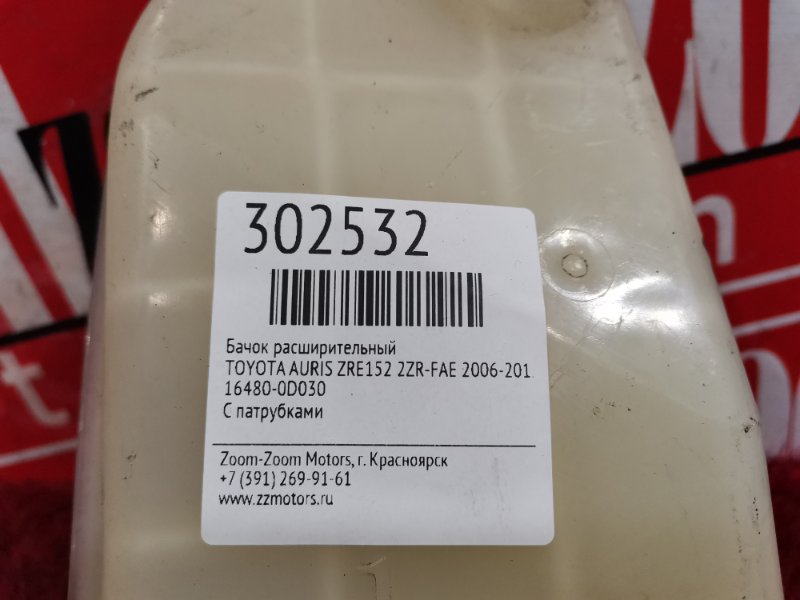 302532
Бачок расширительный
TOYOTA AURIS ZRE152 2ZR-FAE 2006-201
16480-0D030
С патрубками
Zoom-Zoom Motors, г. Красноярск
+7 (391) 269-91-61
www.zzmotors.ru